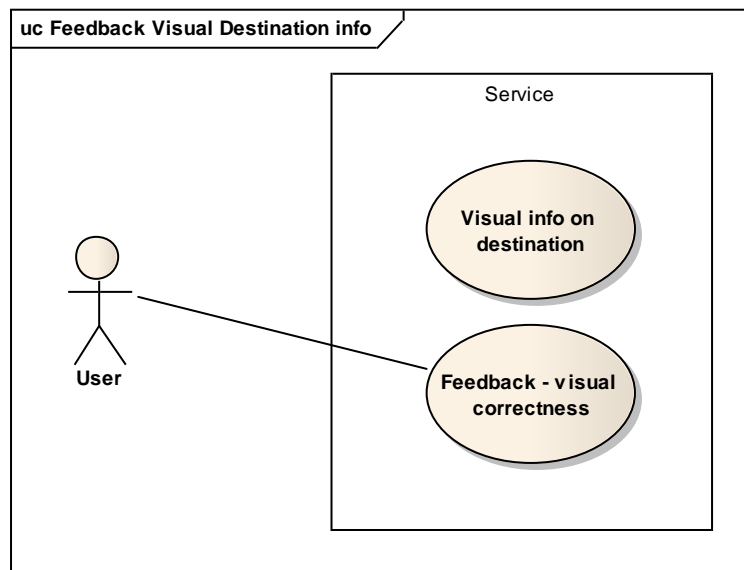 uc Feedback Visual Destination info
Service
Visual info on
destination
User
Feedback - visual
correctness